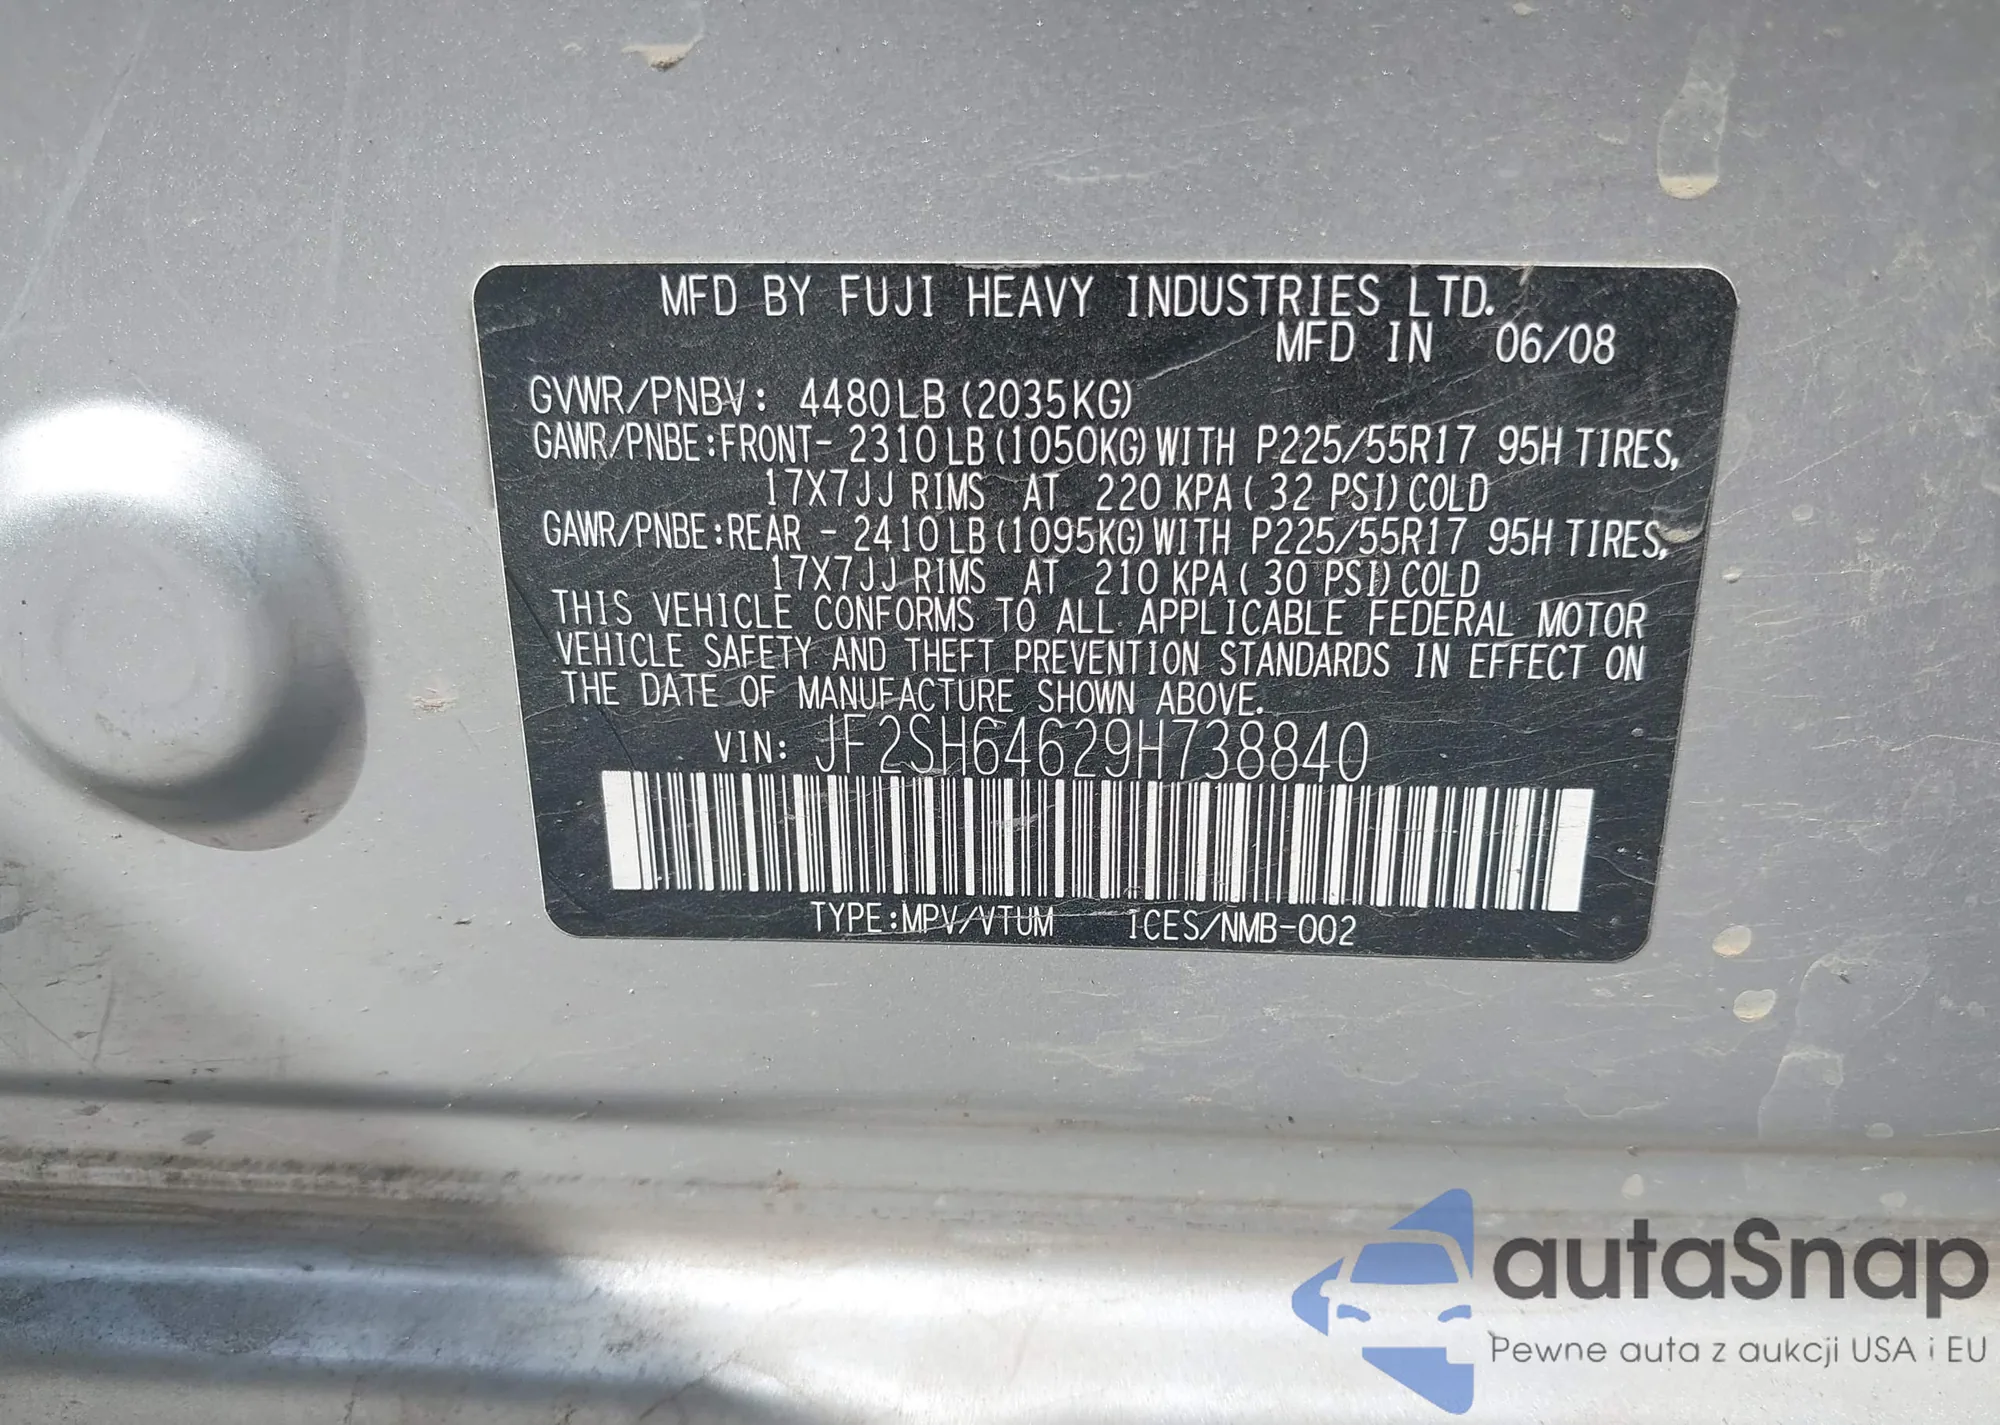 MFD BY FUJI HEAVY INDUSTRIES LTD.
MFD IN 06/08
GVWR/PNBV: 4480LB (2035KG)
GAWR/PNBE:FRONT- 2310LB (1050KG) WITH P225/55R17 95H TIRES,
17X7JJ RIMS AT 220 KPA ( 32 PSI) COLD
GAWR/PNBE:REAR - 2410LB (1095KG) WITH P225/55R17 95H TIRES,
17X7JJ RIMS AT 210 KPA ( 30 PSI) COLD
THIS VEHICLE CONFORMS TO ALL APPLICABLE FEDERAL MOTOR
VEHICLE SAFETY AND THEFT PREVENTION STANDARDS IN EFFECT ON
THE DATE OF MANUFACTURE SHOWN ABOVE.
VIN: JF2SH64629H738840
TYPE:MPV/VTUM ICES/NMB-002
autaSnap
Pewne auta z aukcji USA i EU